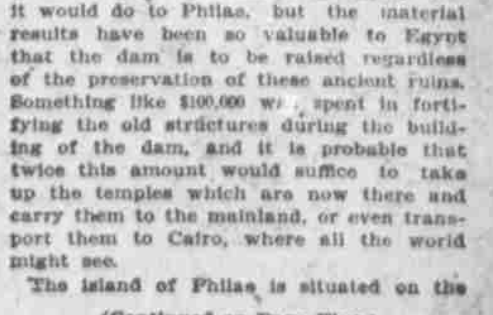 it would do to Philae, but the material
results have been so valuable to Egypt
that the dam is to be raised regardless
of the preservation of these ancient ruins.
Something like $100,000 spent in forti-
fying the old structures during the build-
ing of the dam, and it is probable that
twice this amount would suffice to take
up the temples which are now there and
carry them to the mainland, or even trans-
port them to Cairo, where all the world
might see.
The island of Philae is situated on the